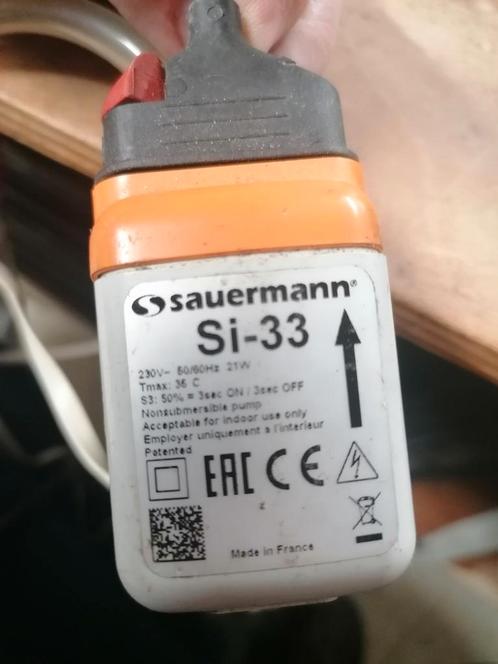 sauermann®
Si-33
230V~ 50/60Hz 21W
Tmax: 35 C
S3: 50% = 3sec ON / 3sec OFF
Nonsubmersible pump
Acceptable for indoor use only
Employer uniquement a l'interieur
Patented
EAC CE
z
Made in France